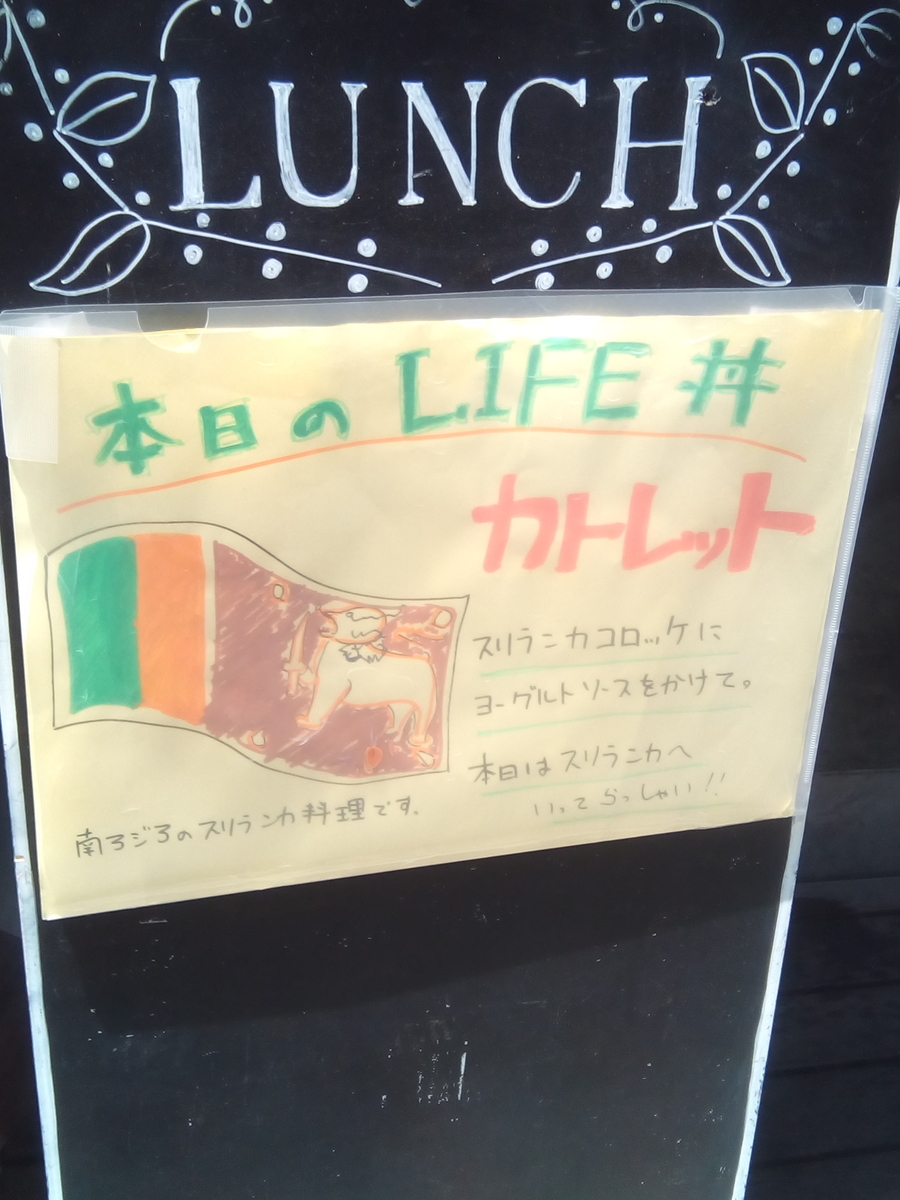 LUNCH
本日のLIFE丼
カトレット
スリランカコロッケに
ヨーグルトソースをかけて。
本日はスリランカへ
いってらっしゃい!!
南アジアのスリランカ料理です。